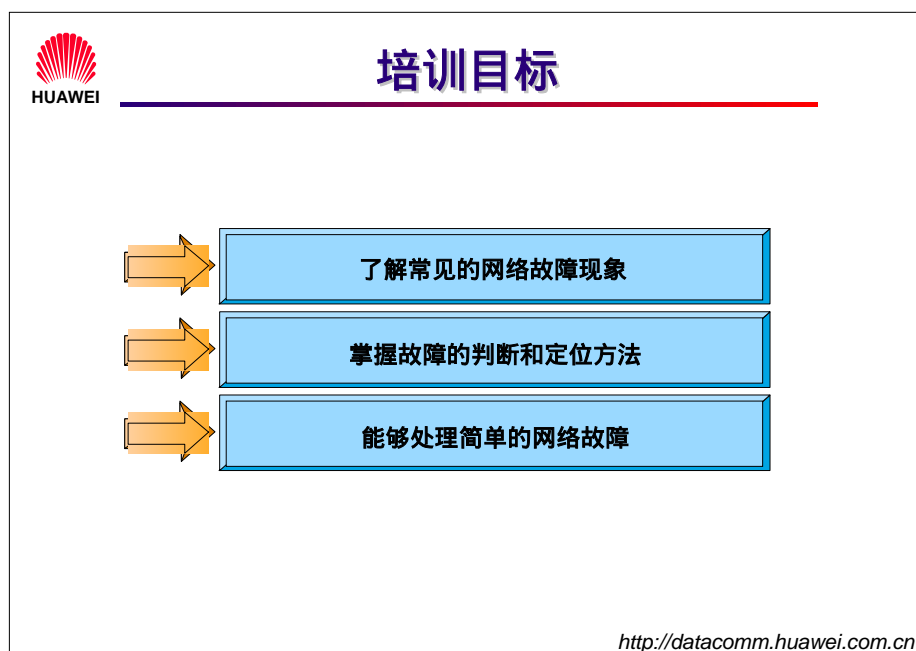 HUAWEI
培训目标
了解常见的网络故障现象
掌握故障的判断和定位方法
能够处理简单的网络故障
http://datacomm.huawei.com.cn